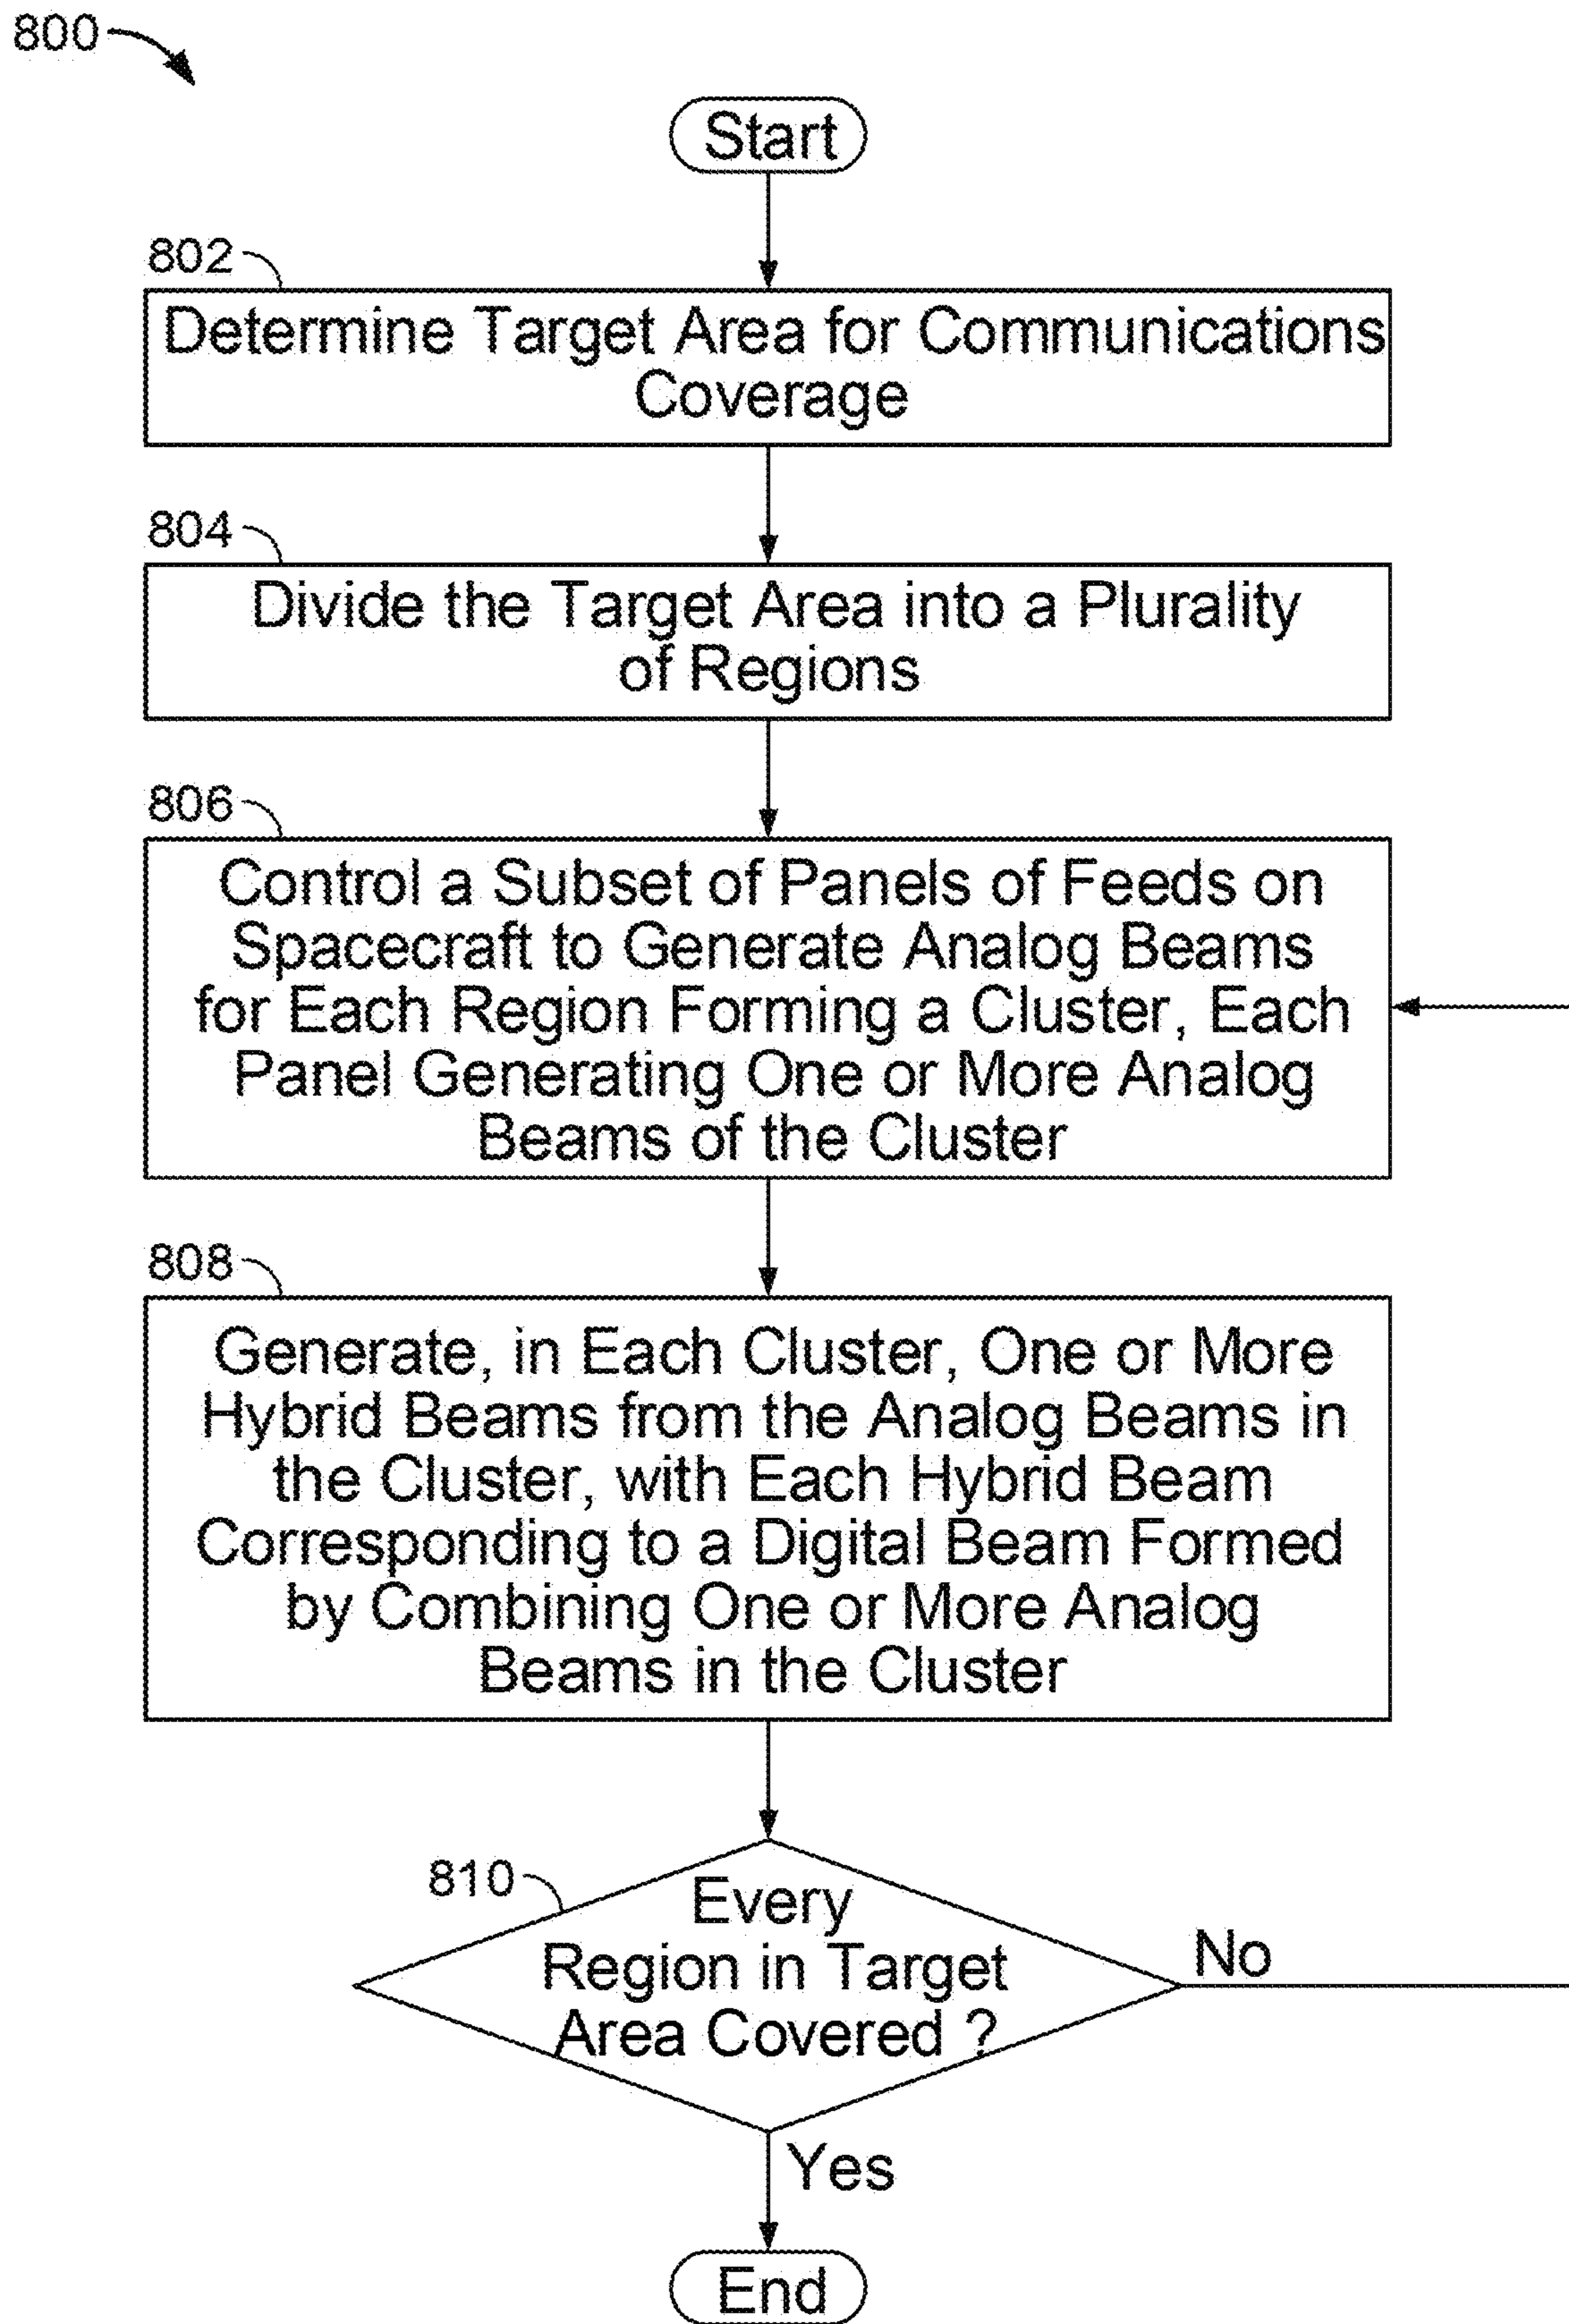 800
Start
802
Determine Target Area for Communications
Coverage
804
Divide the Target Area into a Plurality
of Regions
806
Control a Subset of Panels of Feeds on
Spacecraft to Generate Analog Beams
for Each Region Forming a Cluster, Each
Panel Generating One or More Analog
Beams of the Cluster
808
Generate, in Each Cluster, One or More
Hybrid Beams from the Analog Beams in
the Cluster, with Each Hybrid Beam
Corresponding to a Digital Beam Formed
by Combining One or More Analog
Beams in the Cluster
810
Every
Region in Target
Area Covered ?
No
Yes
End